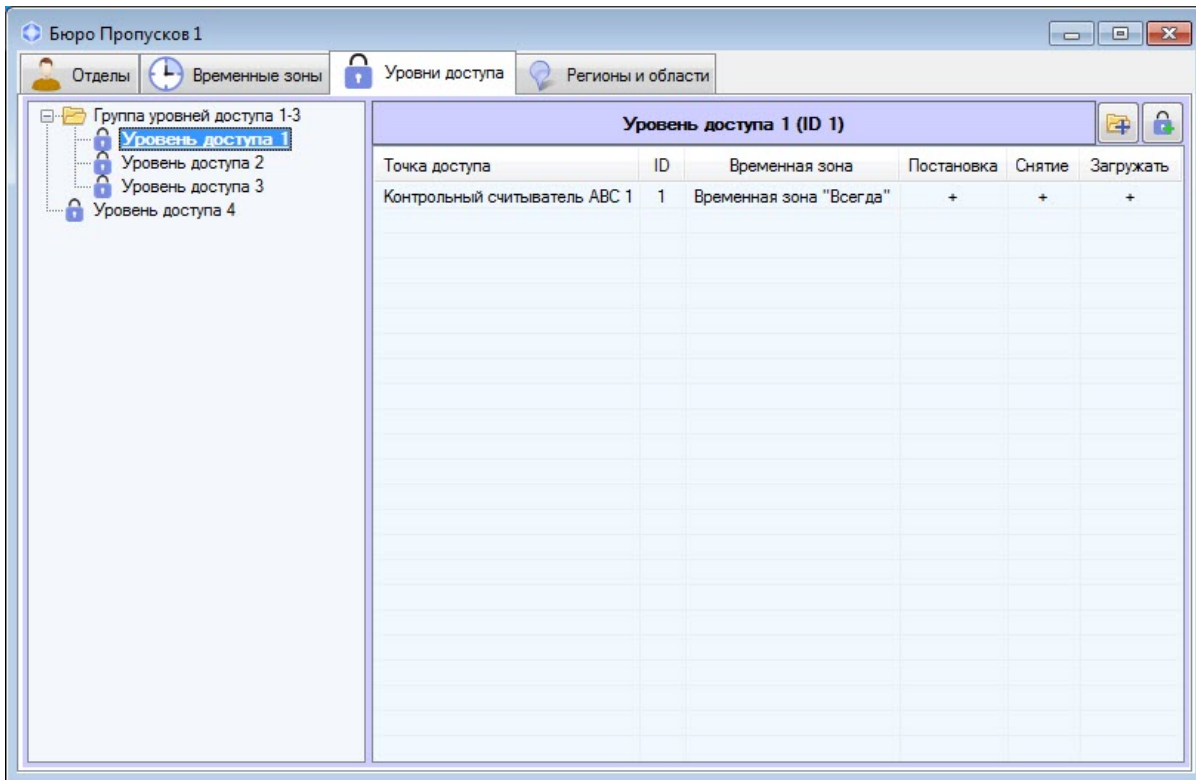 Бюро Пропусков 1
Отделы Временные зоны Уровни доступа Регионы и области
Группа уровней доступа 1-3
Уровень доступа 1
Уровень доступа 2
Уровень доступа 3
Уровень доступа 4
Уровень доступа 1 (ID 1)
Точка доступа ID Временная зона Постановка Снятие Загружать
Контрольный считыватель ABC 1 1 Временная зона "Всегда" + + +